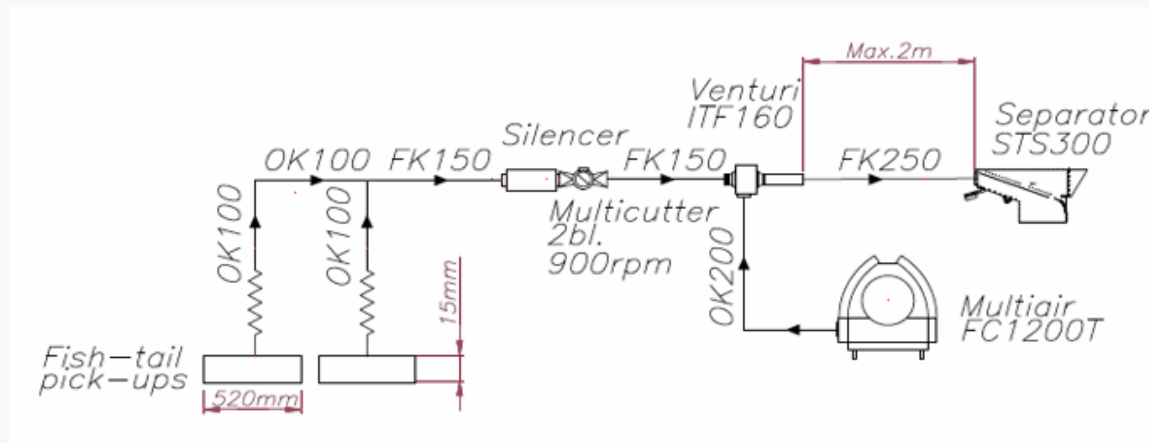 Max.2m
Venturi
ITF160
Separator
STS300
Silencer
OK100
FK150
FK150
FK250
Multicutter
2bl.
900rpm
OK100
OK100
OK200
15mm
Multiair
FC1200T
Fish-tail
pick-ups
520mm